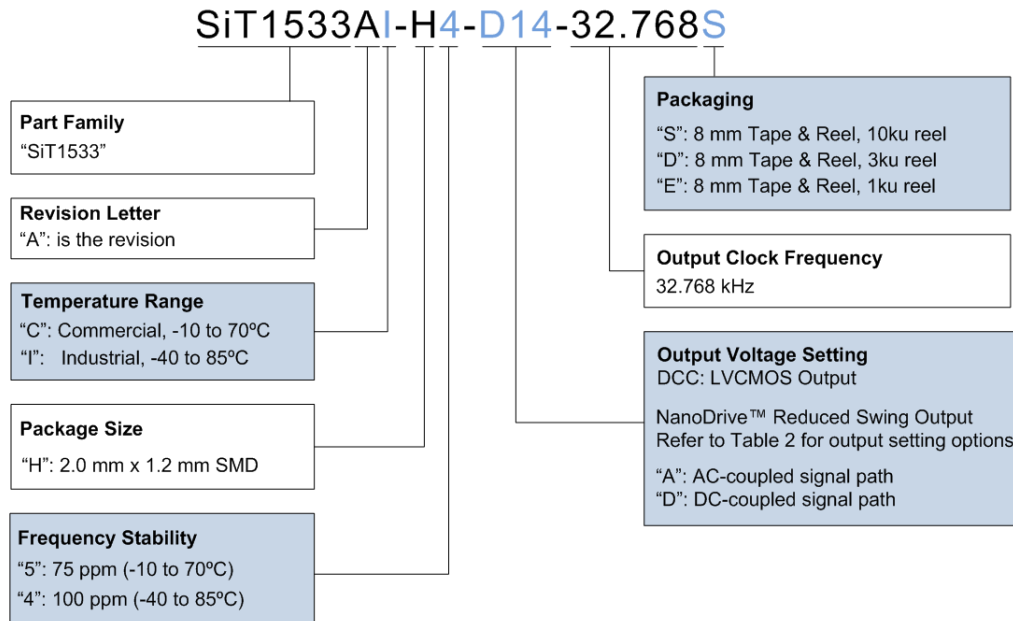 SiT1533AI-H4-D14-32.768S
Part Family
“SiT1533”
Revision Letter
“A”: is the revision
Temperature Range
“C”: Commercial, -10 to 70ºC
“I”: Industrial, -40 to 85ºC
Package Size
“H”: 2.0 mm x 1.2 mm SMD
Frequency Stability
“5”: 75 ppm (-10 to 70ºC)
“4”: 100 ppm (-40 to 85ºC)
Packaging
“S”: 8 mm Tape & Reel, 10ku reel
“D”: 8 mm Tape & Reel, 3ku reel
“E”: 8 mm Tape & Reel, 1ku reel
Output Clock Frequency
32.768 kHz
Output Voltage Setting
DCC: LVCMOS Output
NanoDrive™ Reduced Swing Output
Refer to Table 2 for output setting options
“A”: AC-coupled signal path
“D”: DC-coupled signal path